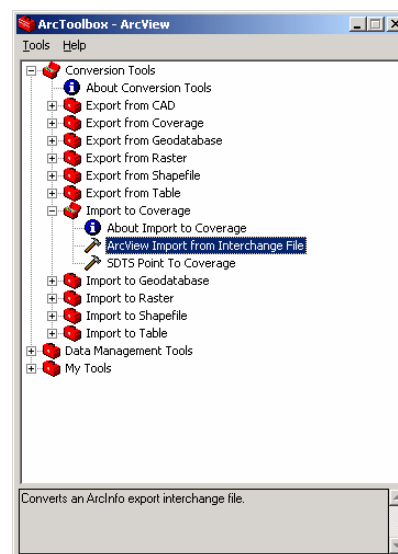 ArcToolbox - ArcView
Tools Help
Conversion Tools
About Conversion Tools
Export from CAD
Export from Coverage
Export from Geodatabase
Export from Raster
Export from Shapefile
Export from Table
Import to Coverage
About Import to Coverage
ArcView Import from Interchange File
SDTS Point To Coverage
Import to Geodatabase
Import to Raster
Import to Shapefile
Import to Table
Data Management Tools
My Tools
Converts an ArcInfo export interchange file.